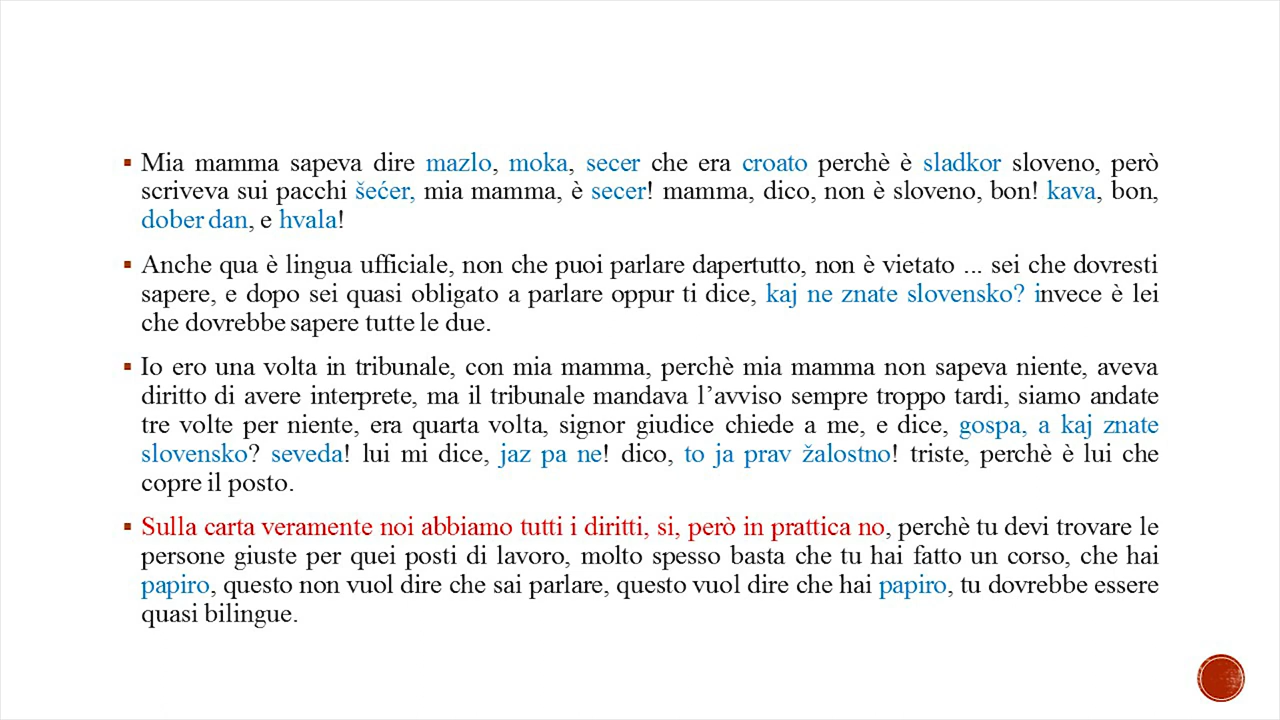 Mia mamma sapeva dire mazlo, moka, secer che era croato perchè è sladkor sloveno, però
scriveva sui pacchi šećer, mia mamma, è secer! mamma, dico, non è sloveno, bon! kava, bon,
dober dan, e hvala!
Anche qua è lingua ufficiale, non che puoi parlare dapertutto, non è vietato ... sei che dovresti
sapere, e dopo sei quasi obligato a parlare oppur ti dice, kaj ne znate slovensko? invece è lei
che dovrebbe sapere tutte le due.
Io ero una volta in tribunale, con mia mamma, perchè mia mamma non sapeva niente, aveva
diritto di avere interprete, ma il tribunale mandava l’avviso sempre troppo tardi, siamo andate
tre volte per niente, era quarta volta, signor giudice chiede a me, e dice, gospa, a kaj znate
slovensko? seveda! lui mi dice, jaz pa ne! dico, to ja prav žalostno! triste, perchè è lui che
copre il posto.
Sulla carta veramente noi abbiamo tutti i diritti, si, però in prattica no, perchè tu devi trovare le
persone giuste per quei posti di lavoro, molto spesso basta che tu hai fatto un corso, che hai
papiro, questo non vuol dire che sai parlare, questo vuol dire che hai papiro, tu dovrebbe essere
quasi bilingue.